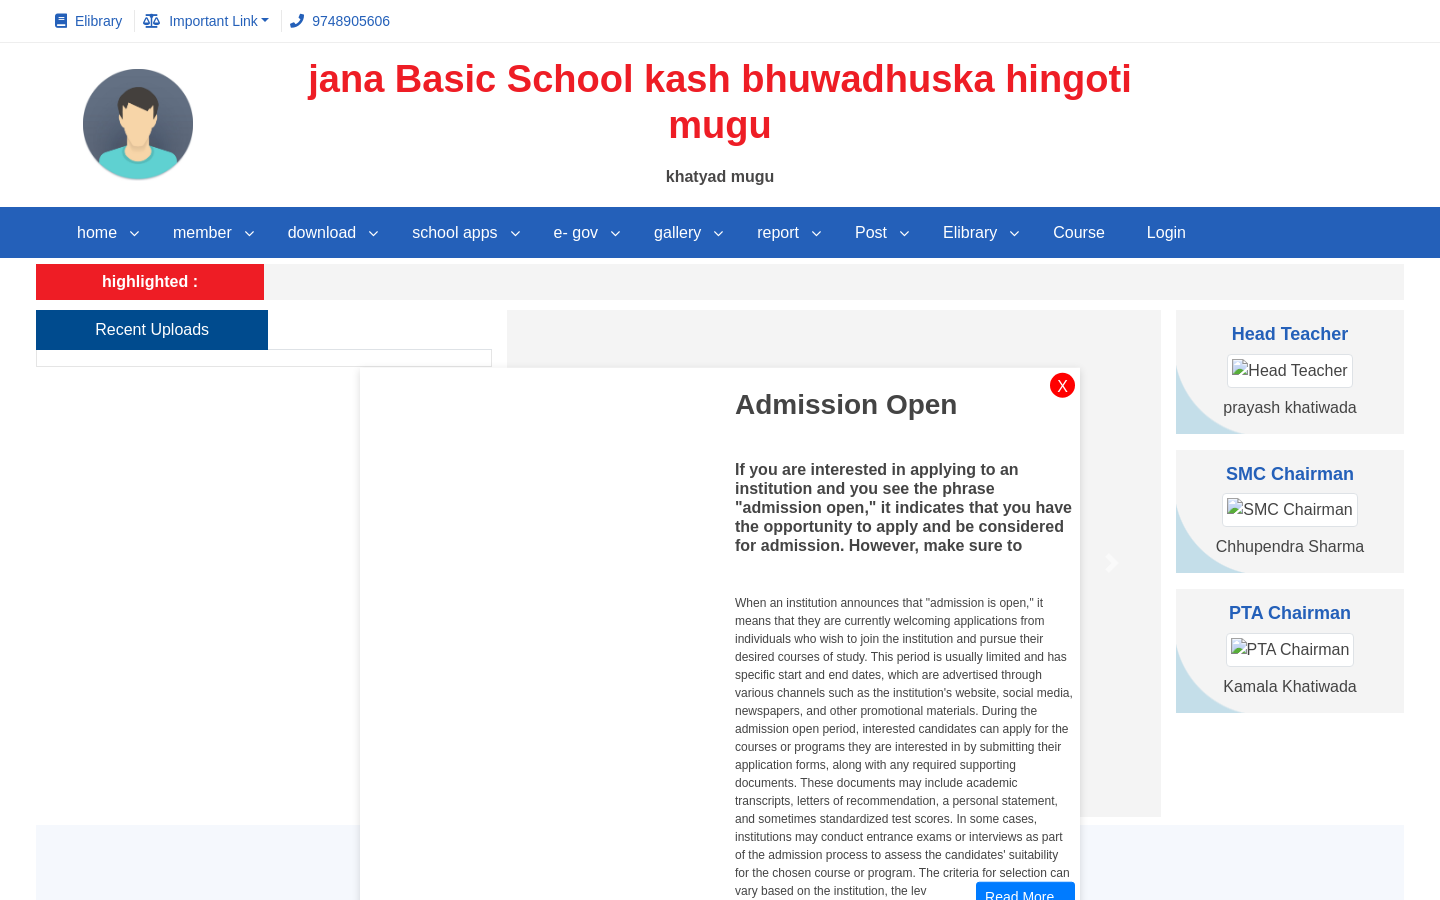 Elibrary
Important Link
9748905606
jana Basic School kash bhuwadhuska hingoti
mugu
khatyad mugu
home
member
download
school apps
e- gov
gallery
report
Post
Elibrary
Course
Login
highlighted :
Recent Uploads
X
Admission Open
If you are interested in applying to an
institution and you see the phrase
"admission open," it indicates that you have
the opportunity to apply and be considered
for admission. However, make sure to
When an institution announces that "admission is open," it
means that they are currently welcoming applications from
individuals who wish to join the institution and pursue their
desired courses of study. This period is usually limited and has
specific start and end dates, which are advertised through
various channels such as the institution's website, social media,
newspapers, and other promotional materials. During the
admission open period, interested candidates can apply for the
courses or programs they are interested in by submitting their
application forms, along with any required supporting
documents. These documents may include academic
transcripts, letters of recommendation, a personal statement,
and sometimes standardized test scores. In some cases,
institutions may conduct entrance exams or interviews as part
of the admission process to assess the candidates' suitability
for the chosen course or program. The criteria for selection can
vary based on the institution, the lev
Read More
Head Teacher
Head Teacher
prayash khatiwada
SMC Chairman
SMC Chairman
Chhupendra Sharma
PTA Chairman
PTA Chairman
Kamala Khatiwada